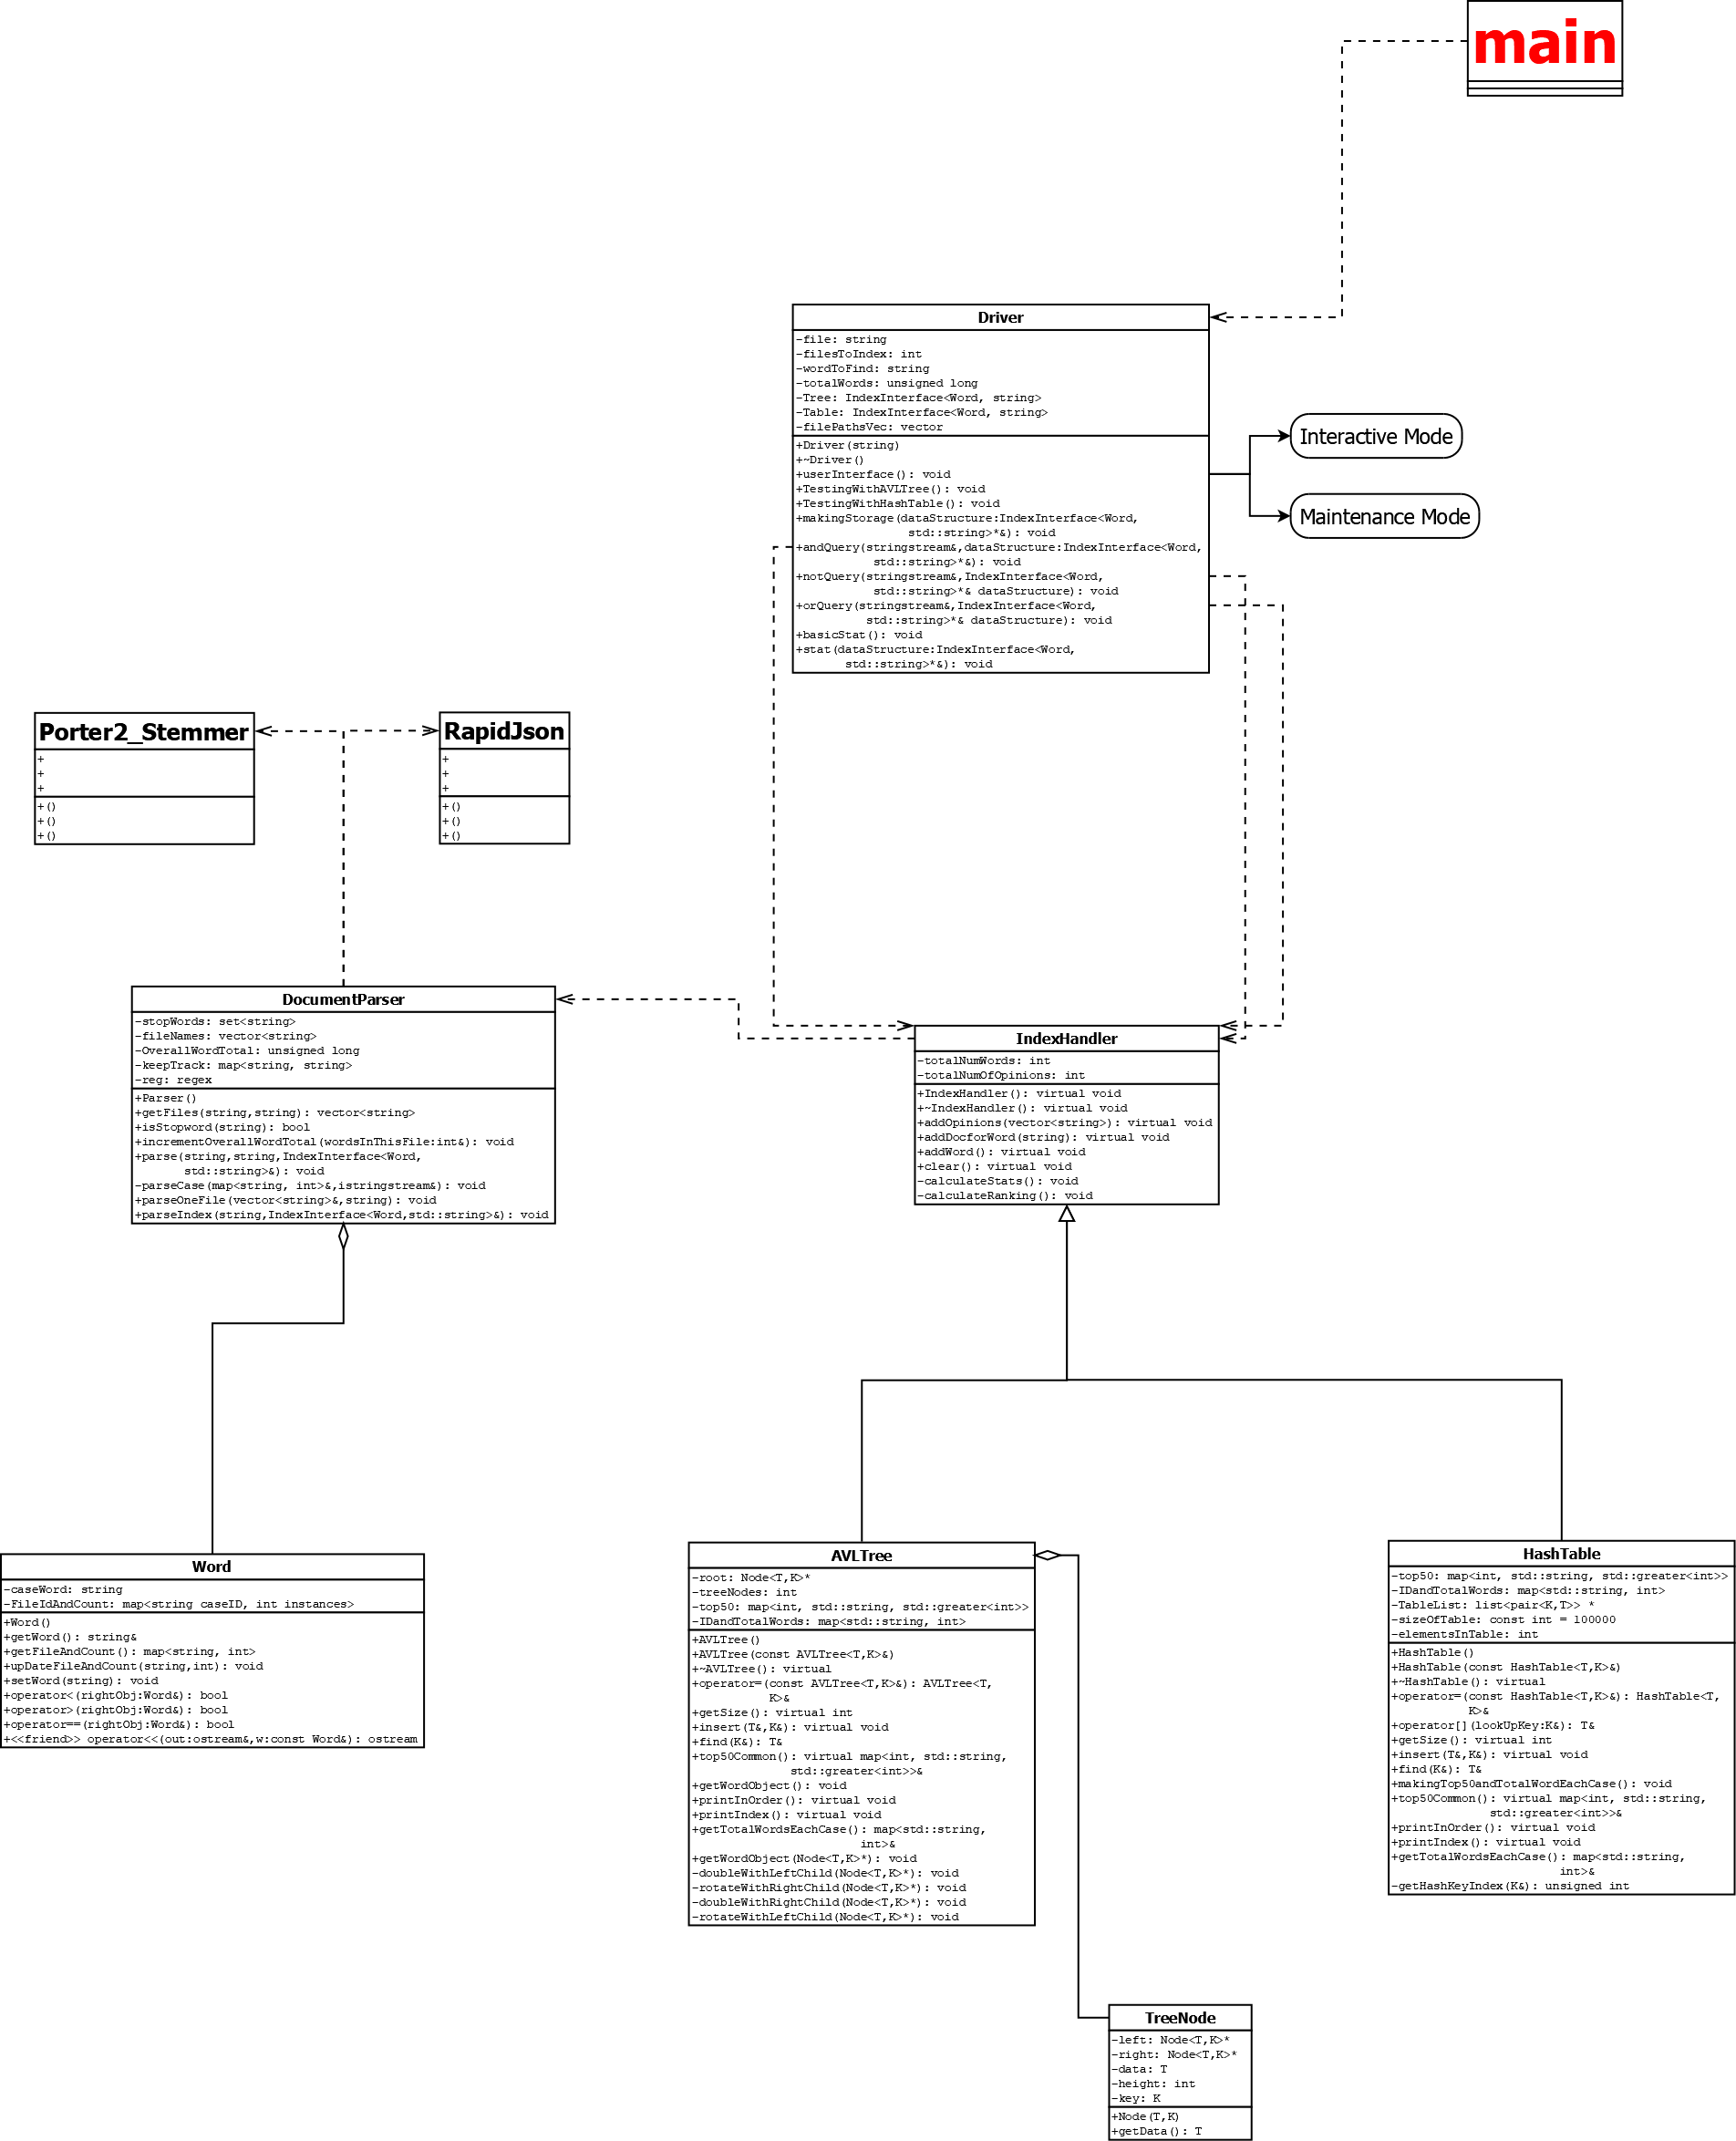 main
Driver
-file: string
-filesToIndex: int
-wordToFind: string
-totalWords: unsigned long
-Tree: IndexInterface<Word, string>
-Table: IndexInterface<Word, string>
-filePathsVec: vector
+Driver(string)
+~Driver()
+userInterface(): void
+TestingWithAVLTree(): void
+TestingWithHashTable(): void
+makingStorage(dataStructure:IndexInterface<Word,
std::string>*&): void
+andQuery(stringstream&,dataStructure:IndexInterface<Word,
std::string>*&): void
+notQuery(stringstream&,IndexInterface<Word,
std::string>*& dataStructure): void
+orQuery(stringstream&,IndexInterface<Word,
std::string>*& dataStructure): void
+basicStat(): void
+stat(dataStructure:IndexInterface<Word,
std::string>*&): void
Interactive Mode
Maintenance Mode
Porter2_Stemmer
+
+
+
+()
+()
+()
RapidJson
+
+
+
+()
+()
+()
DocumentParser
-stopWords: set<string>
-fileNames: vector<string>
-OverallWordTotal: unsigned long
-keepTrack: map<string, string>
-reg: regex
+Parser()
+getFiles(string,string): vector<string>
+isStopword(string): bool
+incrementOverallWordTotal(wordsInThisFile:int&): void
+parse(string,string,IndexInterface<Word,
std::string>&): void
-parseCase(map<string, int>&,istringstream&): void
+parseOneFile(vector<string>&,string): void
+parseIndex(string,IndexInterface<Word,std::string>&): void
IndexHandler
-totalNumWords: int
-totalNumOfOpinions: int
+IndexHandler(): virtual void
+~IndexHandler(): virtual void
+addOpinions(vector<string>): virtual void
+addDocforWord(string): virtual void
+addWord(): virtual void
+clear(): virtual void
-calculateStats(): void
-calculateRanking(): void
Word
-caseWord: string
-FileIdAndCount: map<string caseID, int instances>
+Word()
+getWord(): string&
+getFileAndCount(): map<string, int>
+upDateFileAndCount(string,int): void
+setWord(string): void
+operator<(rightObj:Word&): bool
+operator>(rightObj:Word&): bool
+operator==(rightObj:Word&): bool
+<<friend>> operator<<(out:ostream&,w:const Word&): ostream
AVLTree
-root: Node<T,K>*
-treeNodes: int
-top50: map<int, std::string, std::greater<int>>
-IDandTotalWords: map<std::string, int>
+AVLTree()
+AVLTree(const AVLTree<T,K>&)
+~AVLTree(): virtual
+operator=(const AVLTree<T,K>&): AVLTree<T,
K>&
+getSize(): virtual int
+insert(T&,K&): virtual void
+find(K&): T&
+top50Common(): virtual map<int, std::string,
std::greater<int>>&
+getWordObject(): void
+printInOrder(): virtual void
+printIndex(): virtual void
+getTotalWordsEachCase(): map<std::string,
int>&
+getWordObject(Node<T,K>*): void
-doubleWithLeftChild(Node<T,K>*): void
-rotateWithRightChild(Node<T,K>*): void
-doubleWithRightChild(Node<T,K>*): void
-rotateWithLeftChild(Node<T,K>*): void
HashTable
-top50: map<int, std::string, std::greater<int>>
-IDandTotalWords: map<std::string, int>
-TableList: list<pair<K,T>> *
-sizeOfTable: const int = 100000
-elementsInTable: int
+HashTable()
+HashTable(const HashTable<T,K>&)
+~HashTable(): virtual
+operator=(const HashTable<T,K>&): HashTable<T,
K>&
+operator[](lookUpKey:K&): T&
+getSize(): virtual int
+insert(T&,K&): virtual void
+find(K&): T&
+makingTop50andTotalWordEachCase(): void
+top50Common(): virtual map<int, std::string,
std::greater<int>>&
+printInOrder(): virtual void
+printIndex(): virtual void
+getTotalWordsEachCase(): map<std::string,
int>&
-getHashKeyIndex(K&): unsigned int
TreeNode
-left: Node<T,K>*
-right: Node<T,K>*
-data: T
-height: int
-key: K
+Node(T,K)
+getData(): T